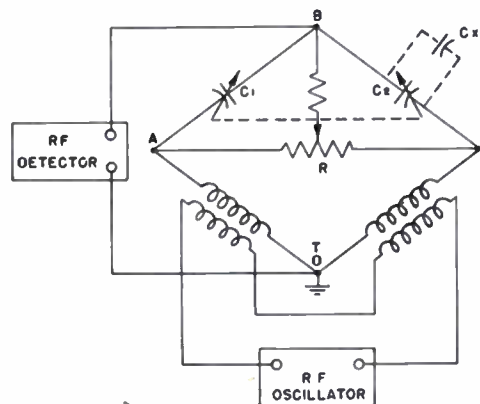 B
Cx
C1
C2
A
RF
DETECTOR
R
T
O
RF
OSCILLATOR